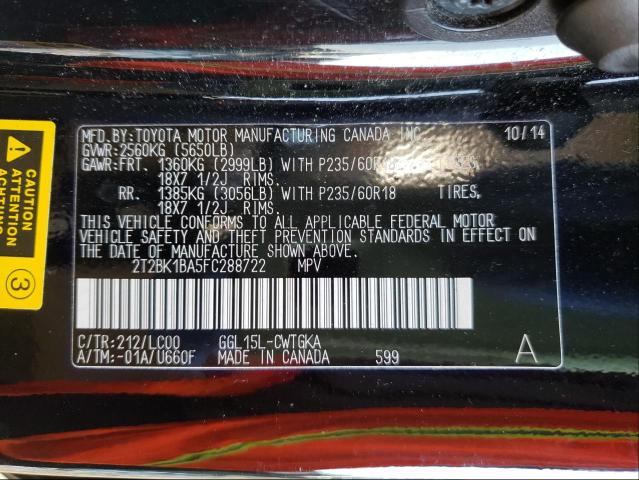 MFD.BY:TOYOTA MOTOR MANUFACTURING CANADA INC. 10/14
GVWR:2560KG (5650LB)
GAWR:FRT. 1360KG (2999LB) WITH P235/60R18 TIRES,
18X7 1/2J RIMS.
RR. 1385KG (3056LB) WITH P235/60R18 TIRES,
18X7 1/2J RIMS.
THIS VEHICLE CONFORMS TO ALL APPLICABLE FEDERAL MOTOR
VEHICLE SAFETY AND THEFT PREVENTION STANDARDS IN EFFECT ON
THE DATE OF MANUFACTURE SHOWN ABOVE.
2T2BK1BA5FC288722 MPV
C/TR:212/LC00 GGL15L-CWTGKA
A/TM:-01A/U660F MADE IN CANADA 599 A
ACHTUNG
3